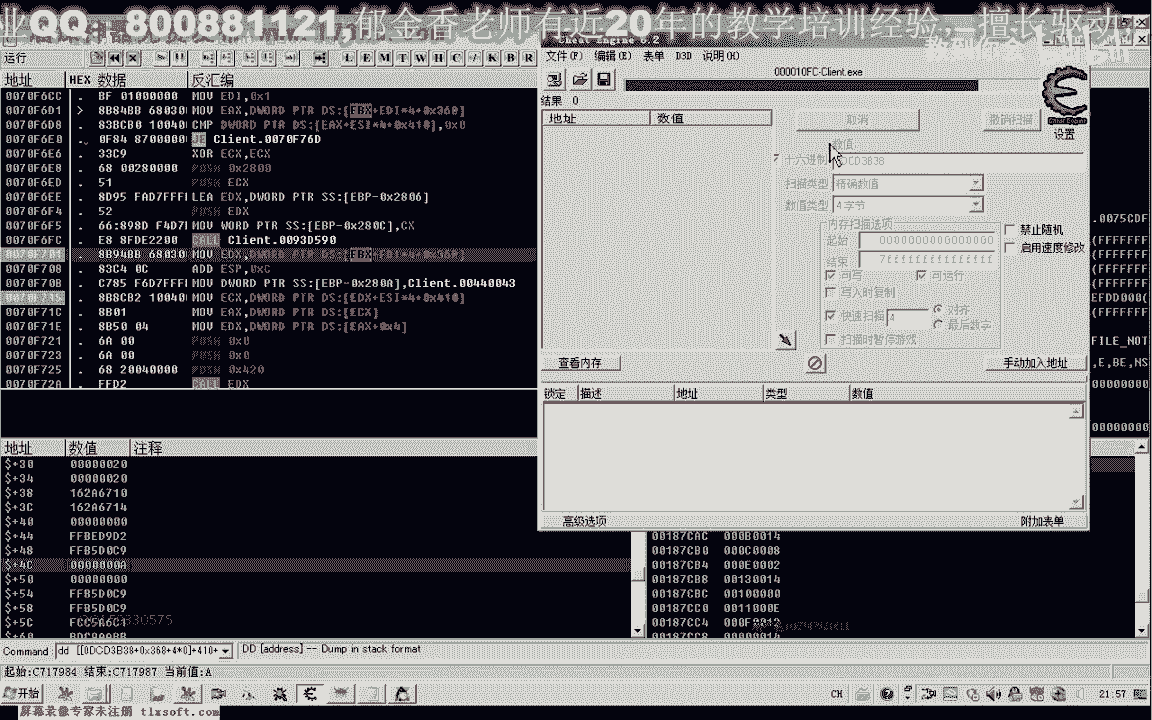 业QQ：800881121,郁金香老师有近20年的教学培训经验，擅长驱动
运行
L E M T W H C / K B R
地址 HEX 数据 反汇编
0070F6CC . BF 01000000 MOV EDI,0x1
0070F6D1 > 8B84BB 68030 MOV EAX,DWORD PTR DS:[EBX+EDI*4+0x368]
0070F6D8 . 83BCB0 10040 CMP DWORD PTR DS:[EAX+ESI*4+0x410],0x0
0070F6E0 . 0F84 87000000 JE Client.0070F76D
0070F6E6 . 33C9 XOR ECX,ECX
0070F6E8 . 68 00280000 PUSH 0x2800
0070F6ED . 51 PUSH ECX
0070F6EE . 8D95 FAD7FFFF LEA EDX,DWORD PTR SS:[EBP-0x2806]
0070F6F4 . 52 PUSH EDX
0070F6F5 . 66:898D F4D7 MOV WORD PTR SS:[EBP-0x280C],CX
0070F6FC . E8 8FDE2200 CALL Client.0093D590
0070F701 . 8B94BB 68030 MOV EDX,DWORD PTR DS:[EBX+EDI*4+0x368]
0070F708 . 83C4 0C ADD ESP,0xC
0070F70B . C785 F6D7FFFF MOV DWORD PTR SS:[EBP-0x280A],Client.00440043
0070F715 . 8B8CB2 10040 MOV ECX,DWORD PTR DS:[EDX+ESI*4+0x410]
0070F71C . 8B01 MOV EAX,DWORD PTR DS:[ECX]
0070F71E . 8B50 04 MOV EDX,DWORD PTR DS:[EAX+0x4]
0070F721 . 6A 00 PUSH 0x0
0070F723 . 6A 00 PUSH 0x0
0070F725 . 68 20040000 PUSH 0x420
0070F72A . FFD2 CALL EDX
地址 数值 注释
$+30 00000020
$+34 00000020
$+38 162A6710
$+3C 162A6714
$+40 00000000
$+44 FFBED9D2
$+48 FFB5D0C9
$+4C 0000000A
$+50 00000000
$+54 FFB5D0C9
$+58 FFB5D0C9
文件(F) 编辑(E) 表单 D3D 说明(H)
000010FC-Client.exe
结果 0
地址 数值
取消 撤消扫描
设置
数值
十六进制 0DCD3B38
扫描类型 精确数值
数值类型 4 字节
内存扫描选项
起始 0000000000000000
结束 7fffffffffffffff
可写 可运行
写入时复制
快速扫描 4 对齐
最后数字
扫描时暂停游戏
禁止随机
启用速度修改
查看内存 手动加入地址
锁定 描述 地址 类型 数值
高级选项 附加表单
.0075CDF
(FFFFFFF
(FFFFFFF
(FFFFFFF
(FFFFFFF
EFDD000(
(FFFFFFF
FILE_NOT
,E,BE,NS
00000000
00000000
00187CAC 000B0014
00187CB0 000C0008
00187CB4 000E0002
00187CB8 00130014
00187CBC 00100000
00187CC0 0011000E
00187CC4 000F0012
00187CC8 00000014
Command : dd [[0DCD3B38+0x368+4*0]+410+ DD [address] -- Dump in stack format
起始:C717984 结束:C717987 当前值:A
开始 CH 21:57
屏幕录像专家未注册 tlxsoft.com